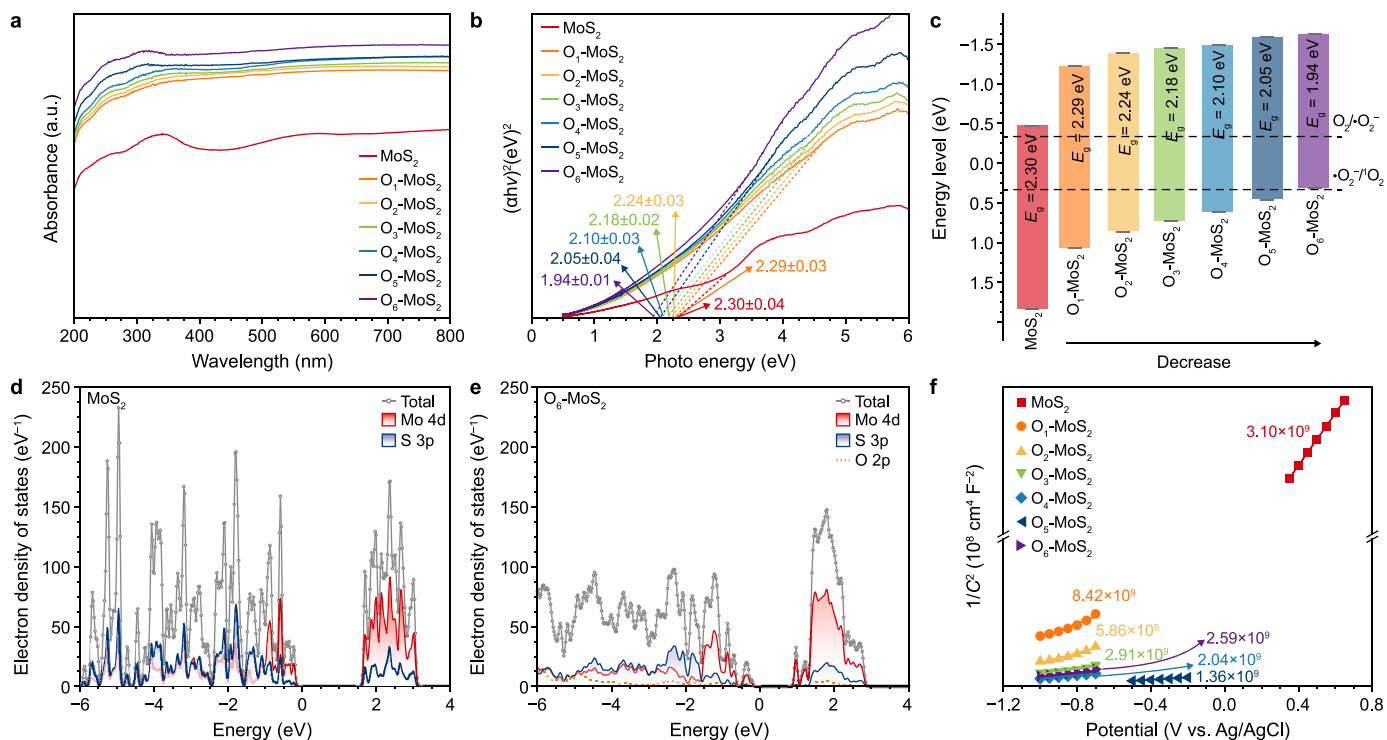 a
Absorbance (a.u.)
MoS₂
O₁-MoS₂
O₂-MoS₂
O₃-MoS₂
O₄-MoS₂
O₅-MoS₂
O₆-MoS₂
200 300 400 500 600 700 800
Wavelength (nm)
b
(αhν)²(eV)²
MoS₂
O₁-MoS₂
O₂-MoS₂
O₃-MoS₂
O₄-MoS₂
O₅-MoS₂
O₆-MoS₂
2.24±0.03
2.18±0.02
2.10±0.03
2.05±0.04
1.94±0.01
2.29±0.03
2.30±0.04
0 1 2 3 4 5 6
Photo energy (eV)
c
Energy level (eV)
−1.5
−1.0
−0.5
0.0
0.5
1.0
1.5
E_g = 2.30 eV
E_g = 2.29 eV
E_g = 2.24 eV
E_g = 2.18 eV
E_g = 2.10 eV
E_g = 2.05 eV
E_g = 1.94 eV
O₂/•O₂⁻
•O₂⁻/¹O₂
MoS₂
O₁-MoS₂
O₂-MoS₂
O₃-MoS₂
O₄-MoS₂
O₅-MoS₂
O₆-MoS₂
Decrease
d
Electron density of states (eV⁻¹)
250
200
150
100
50
0
MoS₂
Total
Mo 4d
S 3p
−6 −4 −2 0 2 4
Energy (eV)
e
Electron density of states (eV⁻¹)
250
200
150
100
50
0
O₆-MoS₂
Total
Mo 4d
S 3p
O 2p
−6 −4 −2 0 2 4
Energy (eV)
f
1/C² (10⁸ cm⁴ F⁻²)
MoS₂
O₁-MoS₂
O₂-MoS₂
O₃-MoS₂
O₄-MoS₂
O₅-MoS₂
O₆-MoS₂
3.10×10⁹
8.42×10⁹
5.86×10⁹
2.59×10⁹
2.91×10⁹
2.04×10⁹
1.36×10⁹
−1.2 −0.8 −0.4 0.0 0.4 0.8
Potential (V vs. Ag/AgCl)